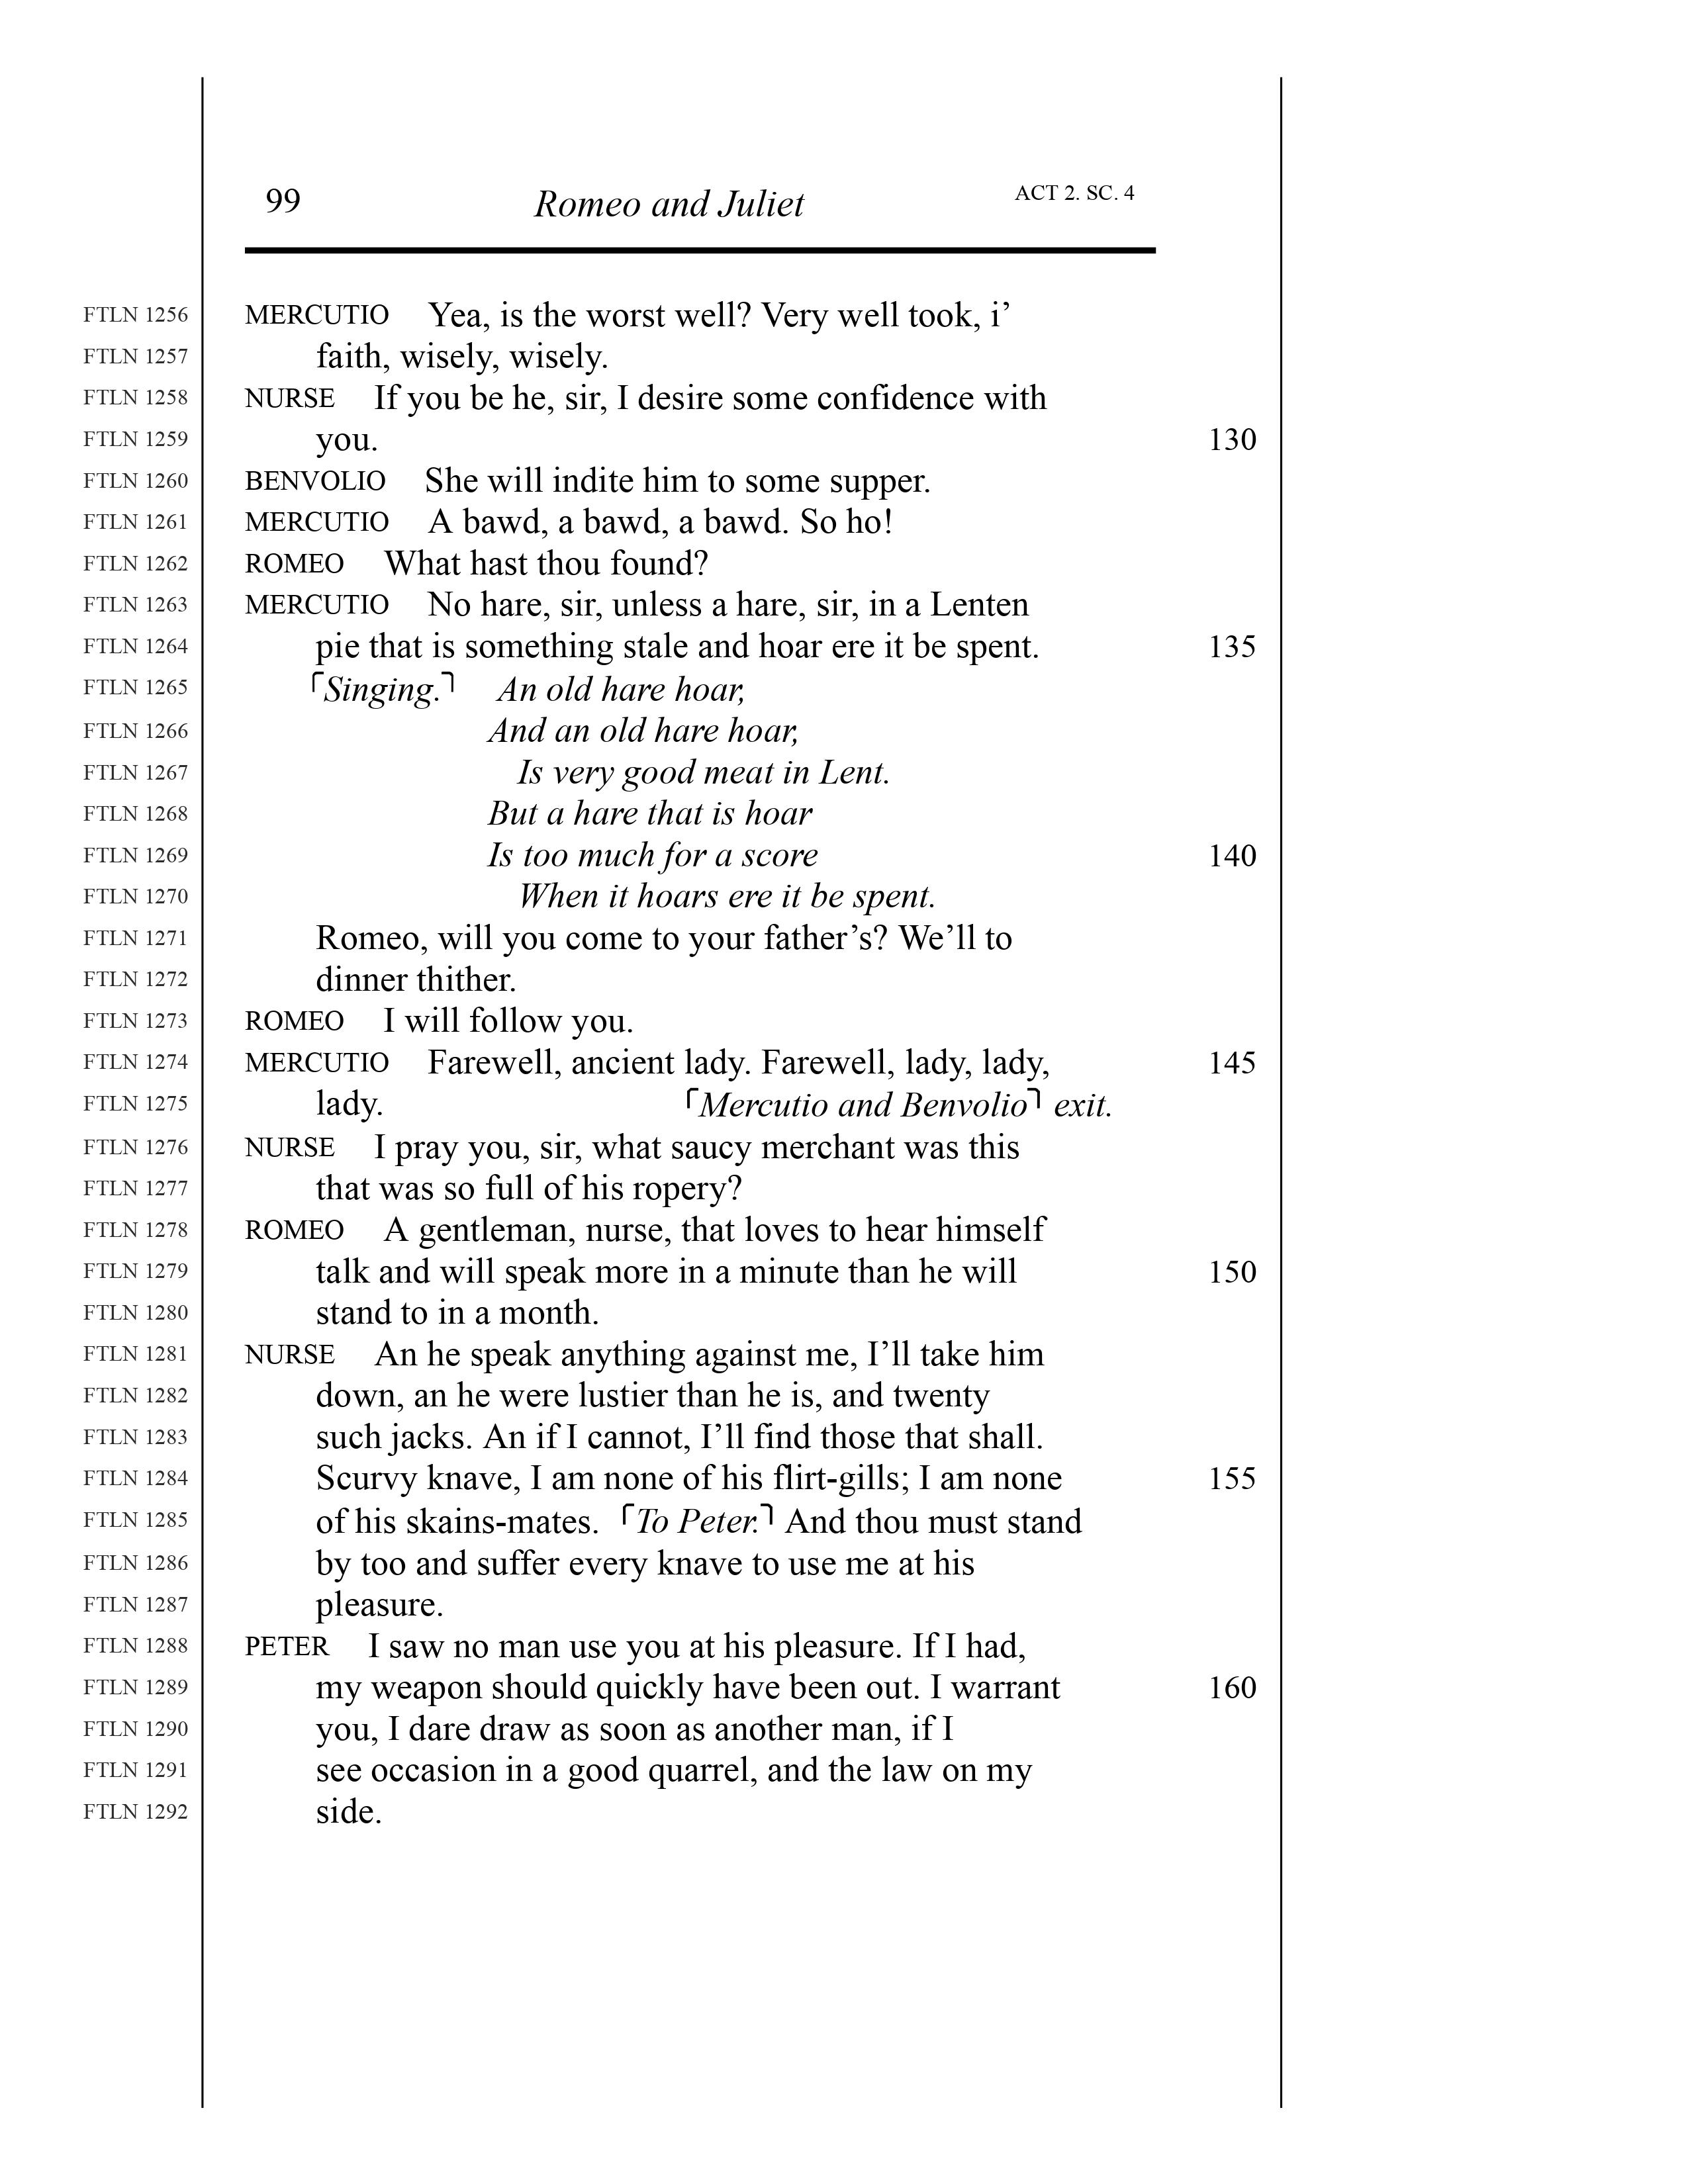 99 Romeo and Juliet ACT 2. SC. 4
FTLN 1256 MERCUTIO Yea, is the worst well? Very well took, i’
FTLN 1257 faith, wisely, wisely.
FTLN 1258 NURSE If you be he, sir, I desire some confidence with
FTLN 1259 you. 130
FTLN 1260 BENVOLIO She will indite him to some supper.
FTLN 1261 MERCUTIO A bawd, a bawd, a bawd. So ho!
FTLN 1262 ROMEO What hast thou found?
FTLN 1263 MERCUTIO No hare, sir, unless a hare, sir, in a Lenten
FTLN 1264 pie that is something stale and hoar ere it be spent. 135
FTLN 1265 ⌜Singing.⌝ An old hare hoar,
FTLN 1266 And an old hare hoar,
FTLN 1267 Is very good meat in Lent.
FTLN 1268 But a hare that is hoar
FTLN 1269 Is too much for a score 140
FTLN 1270 When it hoars ere it be spent.
FTLN 1271 Romeo, will you come to your father’s? We’ll to
FTLN 1272 dinner thither.
FTLN 1273 ROMEO I will follow you.
FTLN 1274 MERCUTIO Farewell, ancient lady. Farewell, lady, lady, 145
FTLN 1275 lady. ⌜Mercutio and Benvolio⌝ exit.
FTLN 1276 NURSE I pray you, sir, what saucy merchant was this
FTLN 1277 that was so full of his ropery?
FTLN 1278 ROMEO A gentleman, nurse, that loves to hear himself
FTLN 1279 talk and will speak more in a minute than he will 150
FTLN 1280 stand to in a month.
FTLN 1281 NURSE An he speak anything against me, I’ll take him
FTLN 1282 down, an he were lustier than he is, and twenty
FTLN 1283 such jacks. An if I cannot, I’ll find those that shall.
FTLN 1284 Scurvy knave, I am none of his flirt-gills; I am none 155
FTLN 1285 of his skains-mates. ⌜To Peter.⌝ And thou must stand
FTLN 1286 by too and suffer every knave to use me at his
FTLN 1287 pleasure.
FTLN 1288 PETER I saw no man use you at his pleasure. If I had,
FTLN 1289 my weapon should quickly have been out. I warrant 160
FTLN 1290 you, I dare draw as soon as another man, if I
FTLN 1291 see occasion in a good quarrel, and the law on my
FTLN 1292 side.